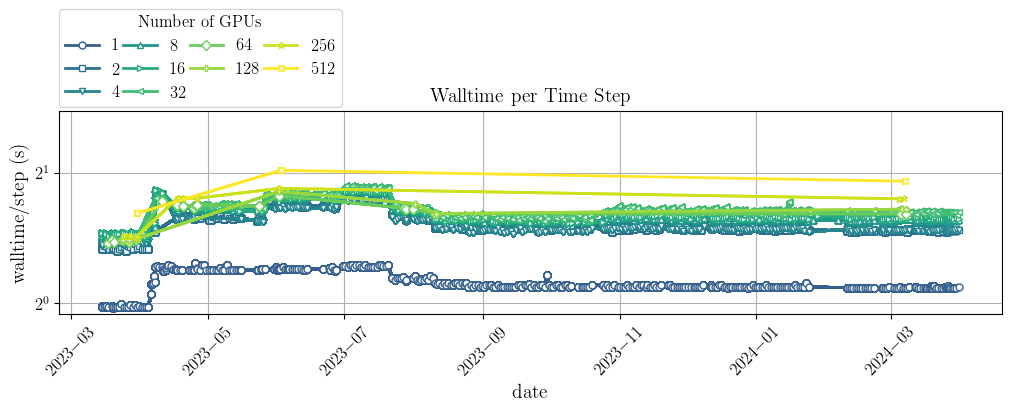 Number of GPUs
1 8 64 256
2 16 128 512
4 32
Walltime per Time Step
walltime/step (s)
2^1
2^0
2023−03 2023−05 2023−07 2023−09 2023−11 2024−01 2024−03
date